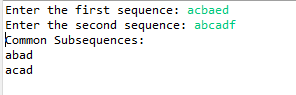 Enter the first sequence: acbaed
Enter the second sequence: abcadf
Common Subsequences:
abad
acad